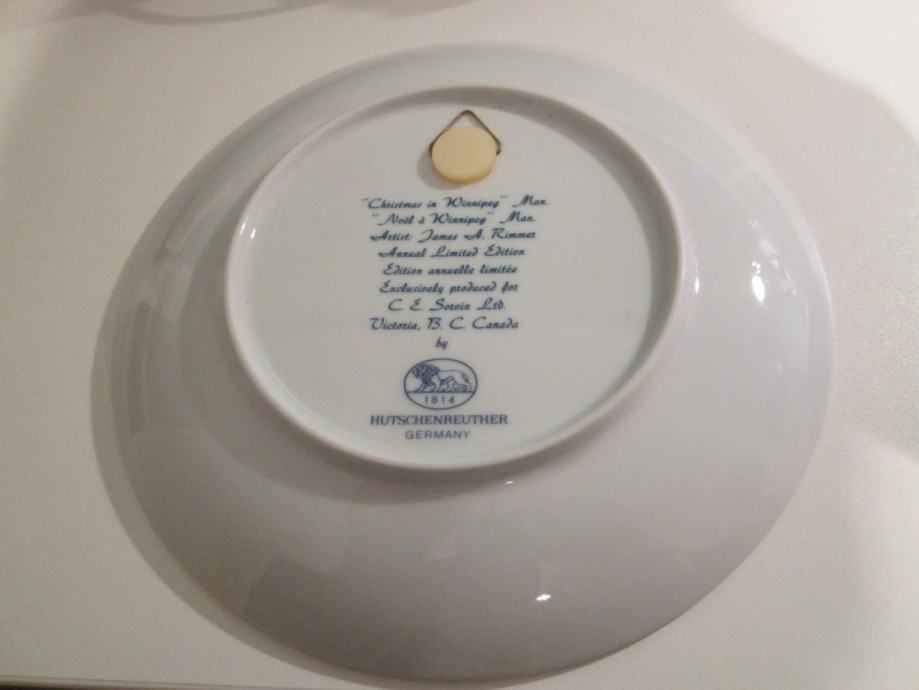 "Christmas in Winnipeg" Man.
"Noël à Winnipeg" Man.
Artist: James A. Rimmer
Annual Limited Edition
Edition annuelle limitée
Exclusively produced for
C. E. Sorvin Ltd.
Victoria, B. C. Canada
by
1814
HUTSCHENREUTHER
GERMANY